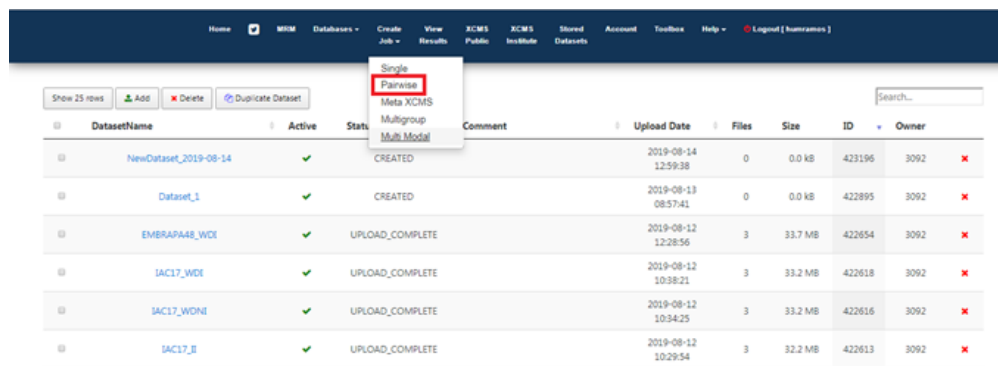 Home MRM Databases Create Job View Results XCMS Public XCMS Institute Stored Datasets Account Toolbox Help Logout [ humramos ]
Single
Pairwise
Meta XCMS
Multigroup
Multi Modal
Show 25 rows Add Delete Duplicate Dataset Search...
DatasetName Active Statu Comment Upload Date Files Size ID Owner
NewDataset_2019-08-14 CREATED 2019-08-14 12:59:38 0 0.0 kB 423196 3092
Dataset_1 CREATED 2019-08-13 08:57:41 0 0.0 kB 422895 3092
EMBRAPA48_WDI UPLOAD_COMPLETE 2019-08-12 12:28:56 3 33.7 MB 422654 3092
IAC17_WDI UPLOAD_COMPLETE 2019-08-12 10:38:21 3 33.2 MB 422618 3092
IAC17_WDNI UPLOAD_COMPLETE 2019-08-12 10:34:25 3 33.2 MB 422616 3092
IAC17_II UPLOAD_COMPLETE 2019-08-12 10:29:54 3 32.2 MB 422613 3092